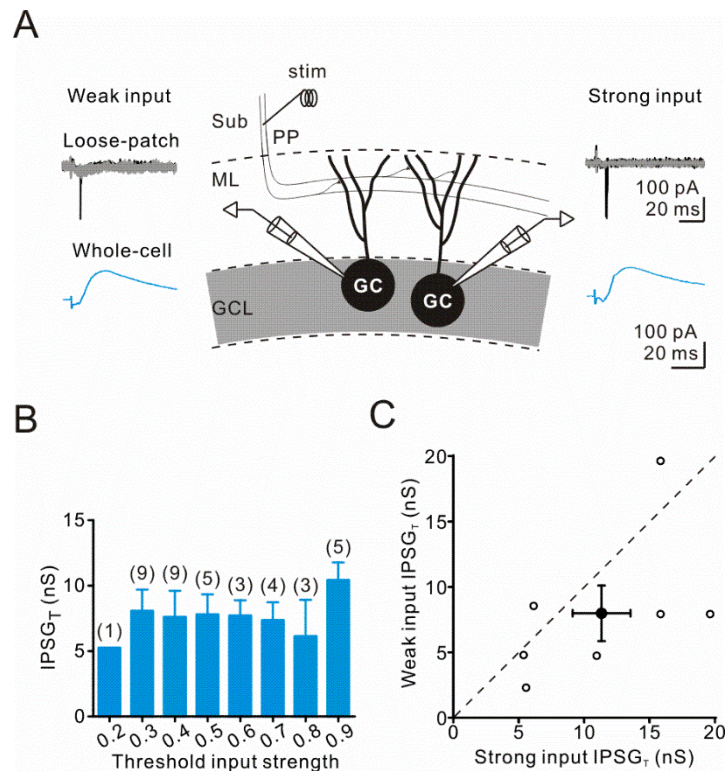 A
Weak input
Loose-patch
Whole-cell
stim
Sub
PP
ML
GC
GC
GCL
Strong input
100 pA
20 ms
100 pA
20 ms
B
IPSG_T (nS)
15
10
5
0
(1)
(9)
(9)
(5)
(3)
(4)
(3)
(5)
0.2
0.3
0.4
0.5
0.6
0.7
0.8
0.9
Threshold input strength
C
Weak input IPSG_T (nS)
20
15
10
5
0
0
5
10
15
20
Strong input IPSG_T (nS)